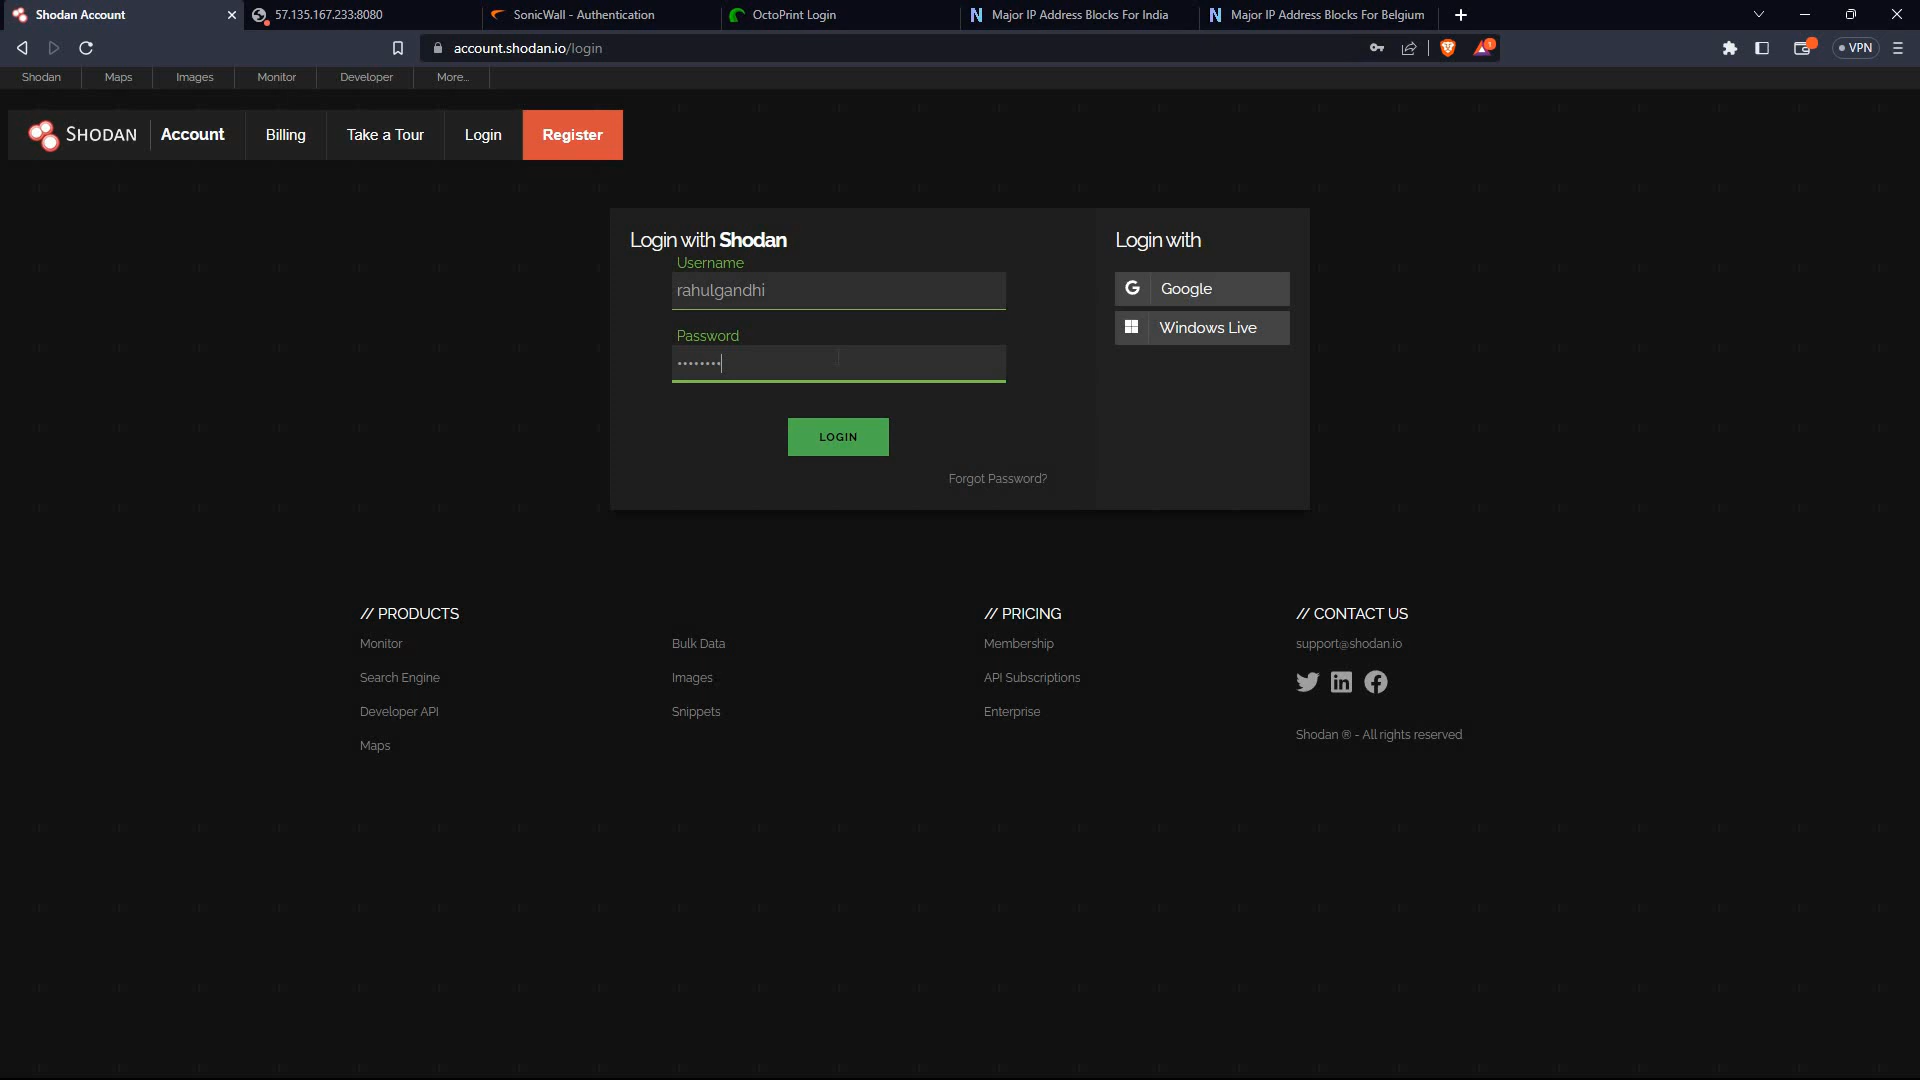 Shodan Account
57.135.167.233:8080
SonicWall - Authentication
OctoPrint Login
Major IP Address Blocks For India
Major IP Address Blocks For Belgium
account.shodan.io/login
1
VPN
Shodan Maps Images Monitor Developer More...
SHODAN Account Billing Take a Tour Login Register
Login with Shodan
Username
rahulgandhi
Password
••••••••
LOGIN
Forgot Password?
Login with
Google
Windows Live
// PRODUCTS
Monitor
Search Engine
Developer API
Maps
Bulk Data
Images
Snippets
// PRICING
Membership
API Subscriptions
Enterprise
// CONTACT US
support@shodan.io
Shodan ® - All rights reserved